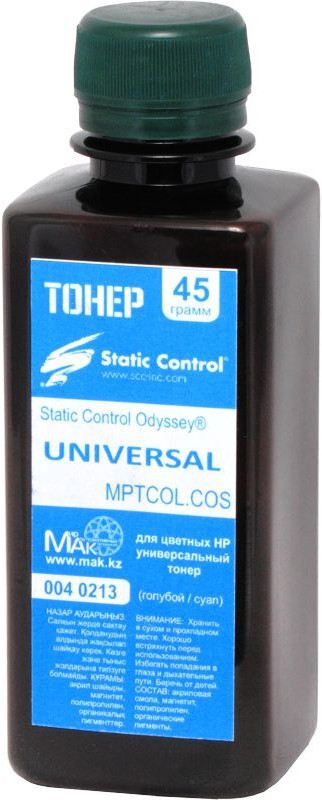 ТОНЕР
45
грамм
Static Control®
www.scc-inc.com
Static Control Odyssey®
UNIVERSAL
MPTCOL.COS
МАК
www.mak.kz
004 0213
для цветных HP
универсальный
тонер
(голубой / cyan)
НАЗАР АУДАРЫҢЫЗ:
Салкын жерде сақтау
қажет. Қолданудың
алдында жақсылап
шайқау керек. Көзге
және тыныс
жолдарына тигізуге
болмайды. ҚҰРАМЫ:
акрил шайыры,
магнетит,
полипропилен,
органикалық
пигменттер.
ВНИМАНИЕ: Хранить
в сухом и прохладном
месте. Хорошо
встряхнуть перед
использованием.
Избегать попадания в
глаза и дыхательные
пути. Беречь от детей.
СОСТАВ: акриловая
смола, магнетит,
полипропилен,
органические
пигменты.